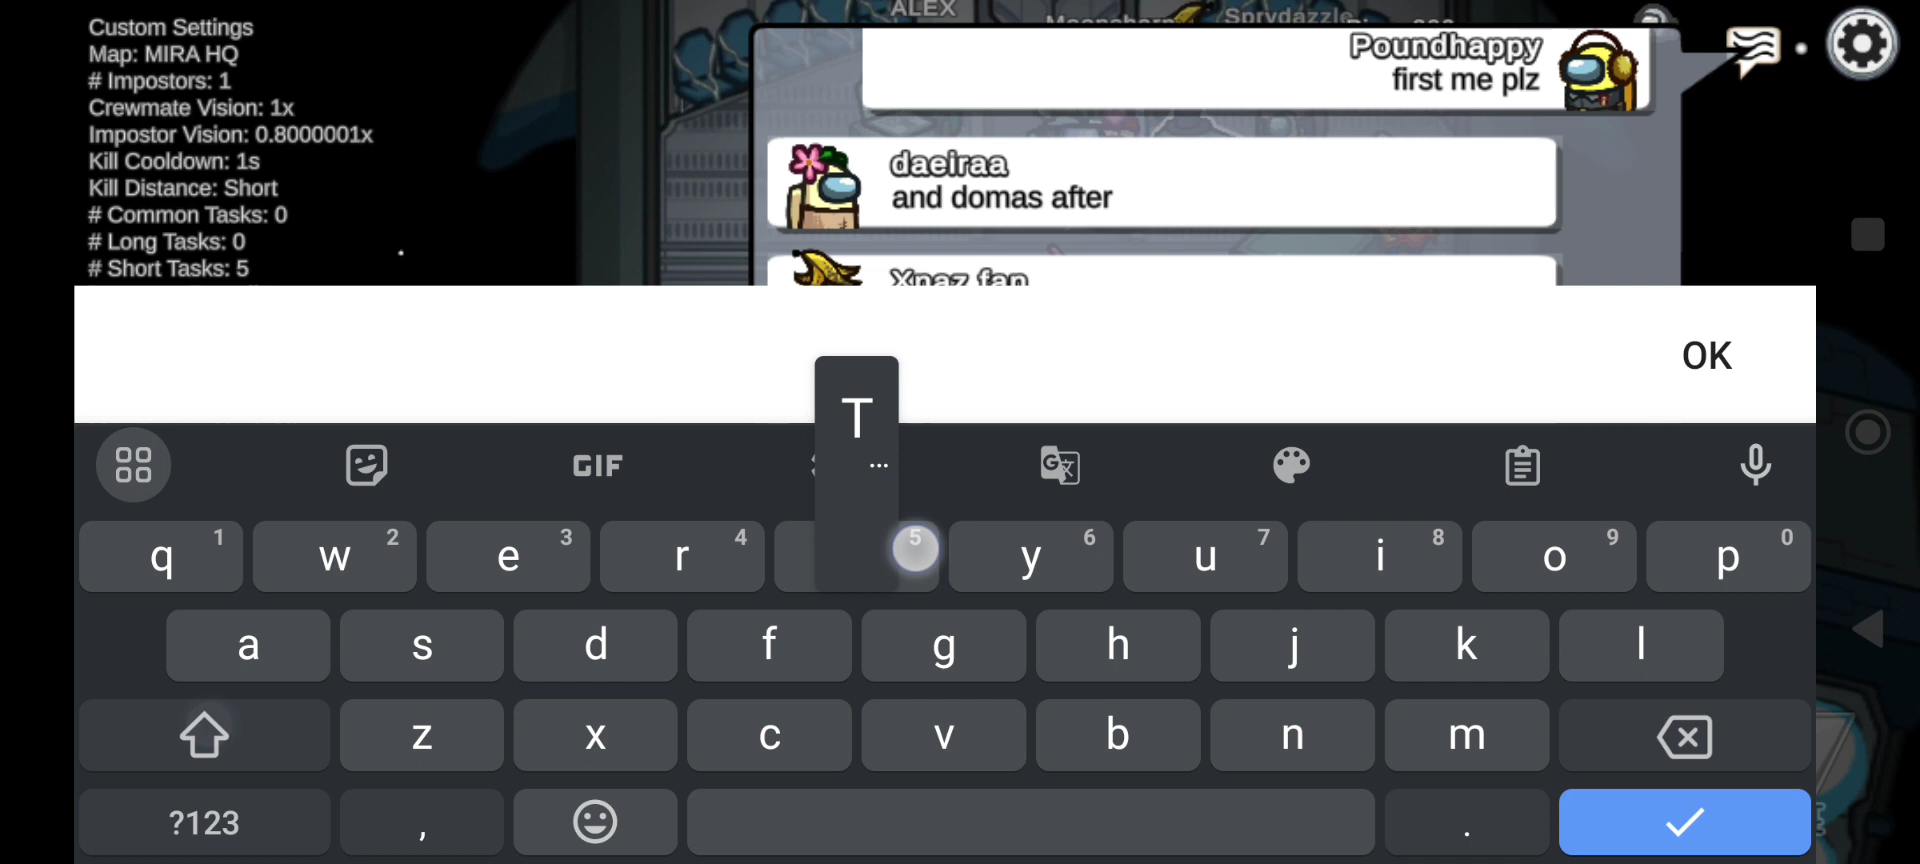 Custom Settings
Map: MIRA HQ
# Impostors: 1
Crewmate Vision: 1x
Impostor Vision: 0.8000001x
Kill Cooldown: 1s
Kill Distance: Short
# Common Tasks: 0
# Long Tasks: 0
# Short Tasks: 5
ALEX
Sprydazzle
Poundhappy
first me plz
daeiraa
and domas after
Xnaz fan
OK
T
...
GIF
q 1 w 2 e 3 r 4 5 y 6 u 7 i 8 o 9 p 0
a s d f g h j k l
z x c v b n m
?123 , .